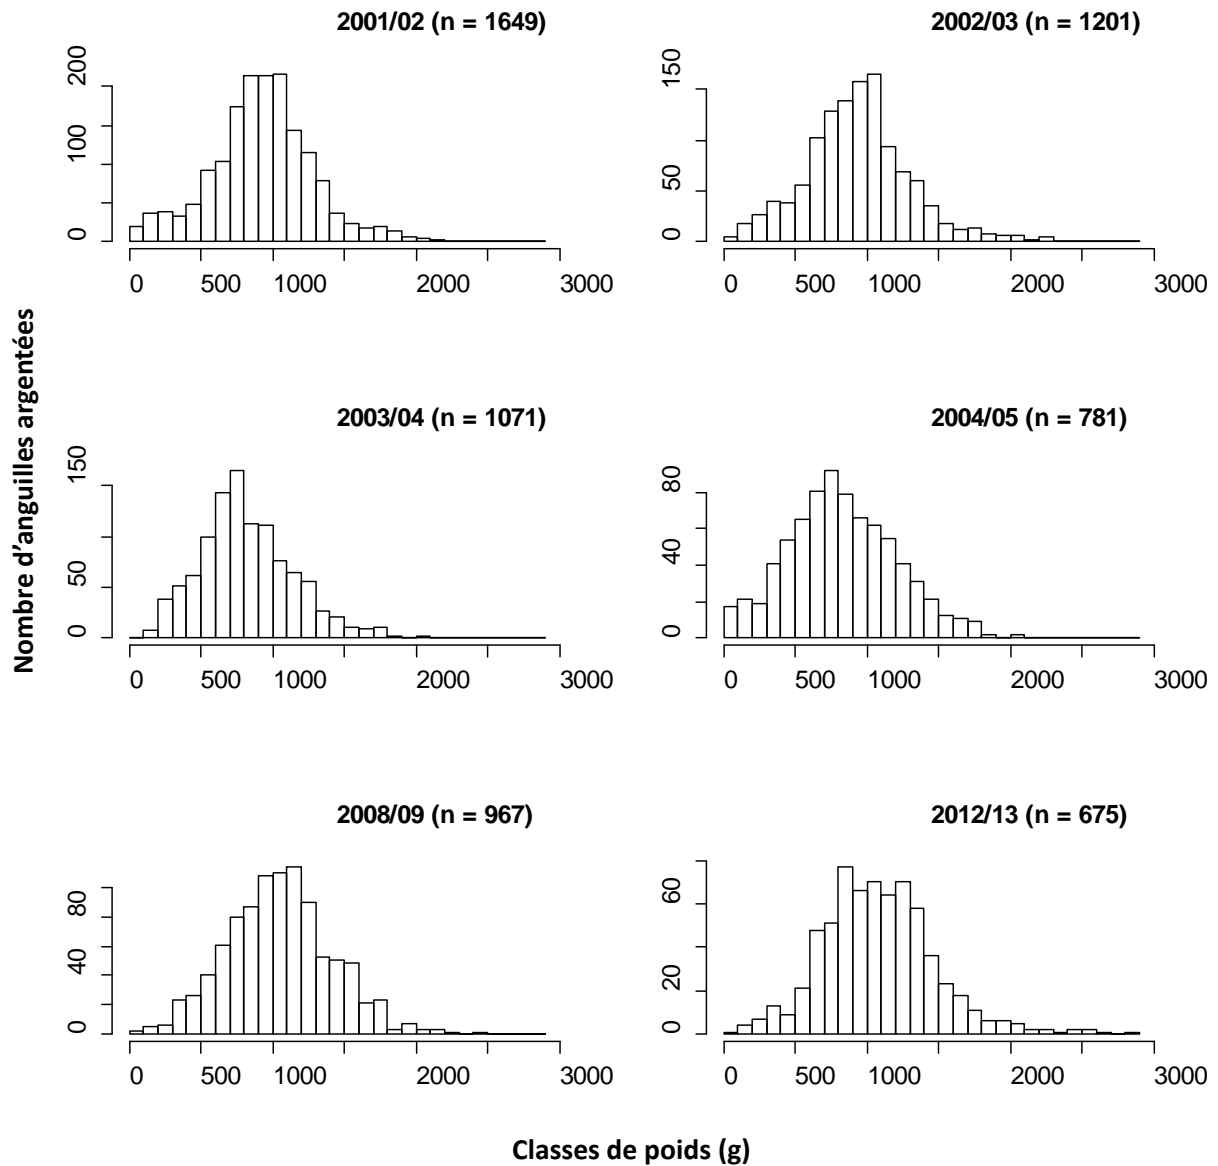 2001/02 (n = 1649)
0 100 200
0 500 1000 2000 3000
2002/03 (n = 1201)
0 50 150
0 500 1000 2000 3000
Nombre d’anguilles argentées
2003/04 (n = 1071)
0 50 150
0 500 1000 2000 3000
2004/05 (n = 781)
0 40 80
0 500 1000 2000 3000
2008/09 (n = 967)
0 40 80
0 500 1000 2000 3000
2012/13 (n = 675)
0 20 60
0 500 1000 2000 3000
Classes de poids (g)